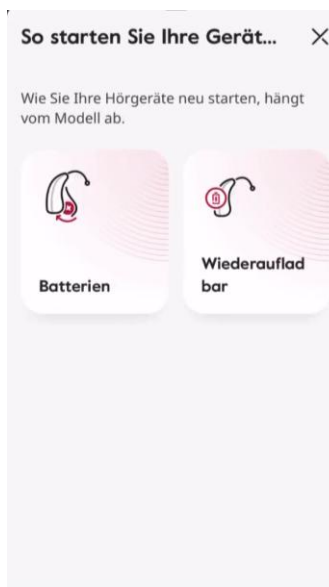 So starten Sie Ihre Gerät...
Wie Sie Ihre Hörgeräte neu starten, hängt
vom Modell ab.
Batterien
Wiederauflad
bar